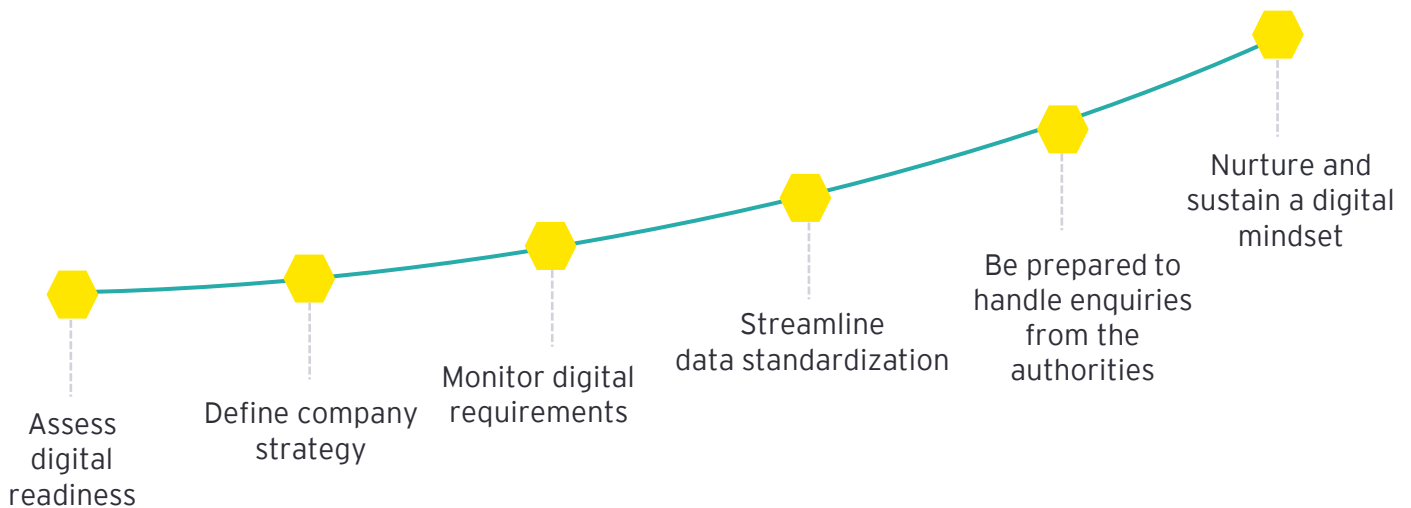 Assess
digital
readiness
Define company
strategy
Monitor digital
requirements
Streamline
data standardization
Be prepared to
handle enquiries
from the
authorities
Nurture and
sustain a digital
mindset